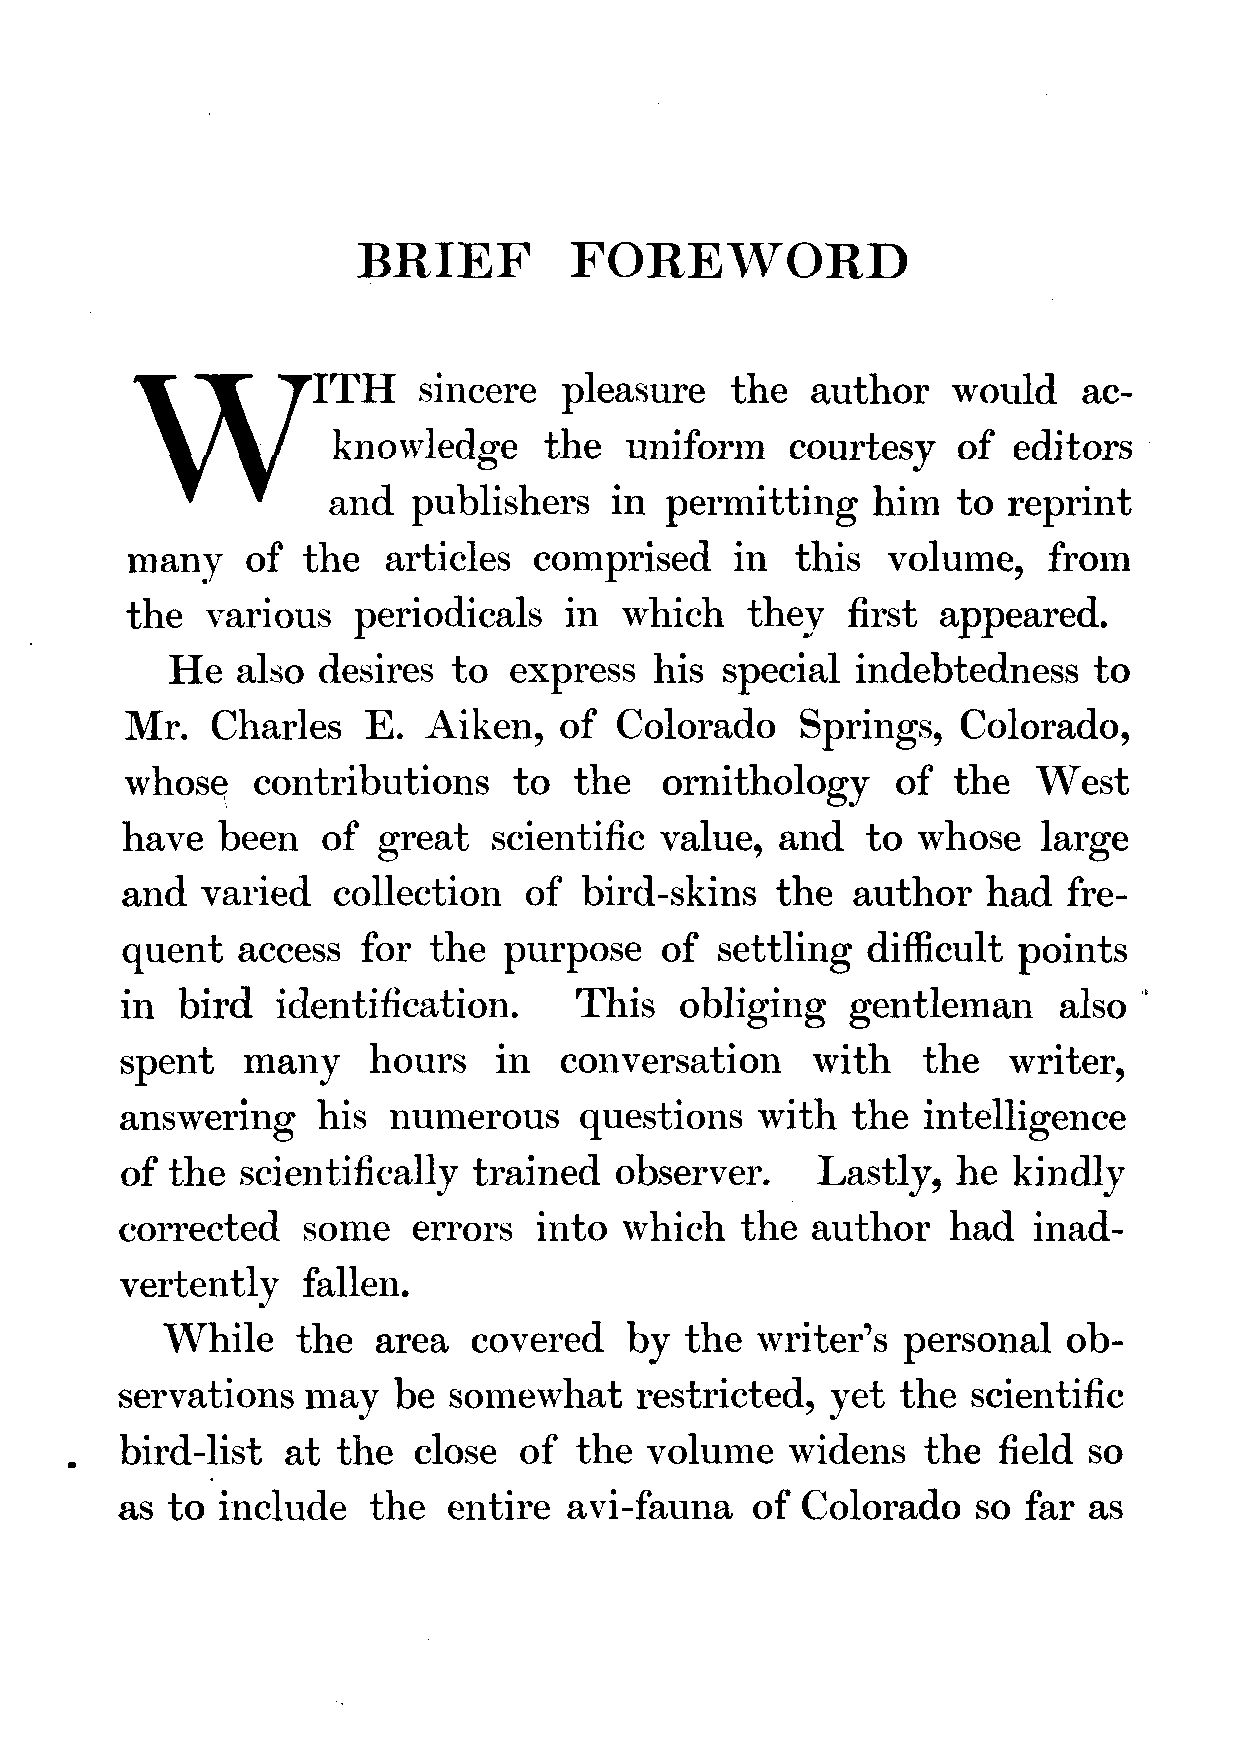 BRIEF FOREWORD
WITH sincere pleasure the author would ac-
knowledge the uniform courtesy of editors
and publishers in permitting him to reprint
many of the articles comprised in this volume, from
the various periodicals in which they first appeared.
He also desires to express his special indebtedness to
Mr. Charles E. Aiken, of Colorado Springs, Colorado,
whose contributions to the ornithology of the West
have been of great scientific value, and to whose large
and varied collection of bird-skins the author had fre-
quent access for the purpose of settling difficult points
in bird identification. This obliging gentleman also
spent many hours in conversation with the writer,
answering his numerous questions with the intelligence
of the scientifically trained observer. Lastly, he kindly
corrected some errors into which the author had inad-
vertently fallen.
While the area covered by the writer's personal ob-
servations may be somewhat restricted, yet the scientific
bird-list at the close of the volume widens the field so
as to include the entire avi-fauna of Colorado so far as